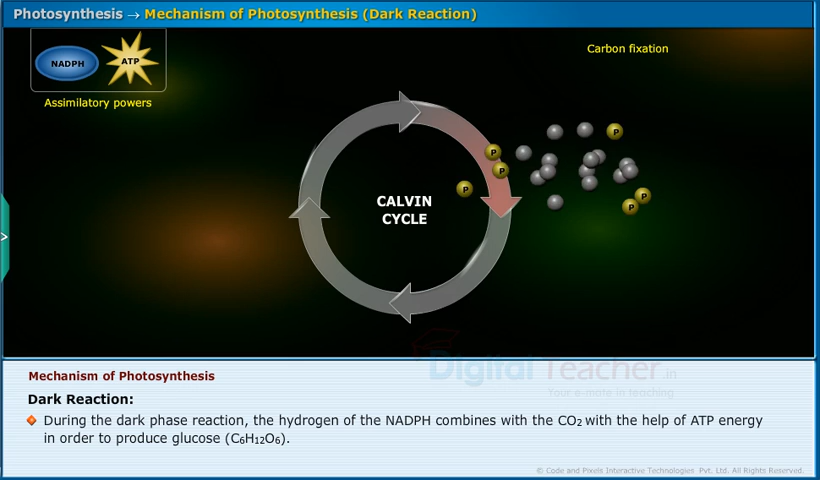 Photosynthesis → Mechanism of Photosynthesis (Dark Reaction)
NADPH
ATP
Assimilatory powers
Carbon fixation
P
P
P
P
P
P
CALVIN
CYCLE
>
Digital Teacher.in
Your e-mate in teaching
Mechanism of Photosynthesis
Dark Reaction:
During the dark phase reaction, the hydrogen of the NADPH combines with the CO₂ with the help of ATP energy
in order to produce glucose (C₆H₁₂O₆).
© Code and Pixels Interactive Technologies Pvt. Ltd. All Rights Reserved.